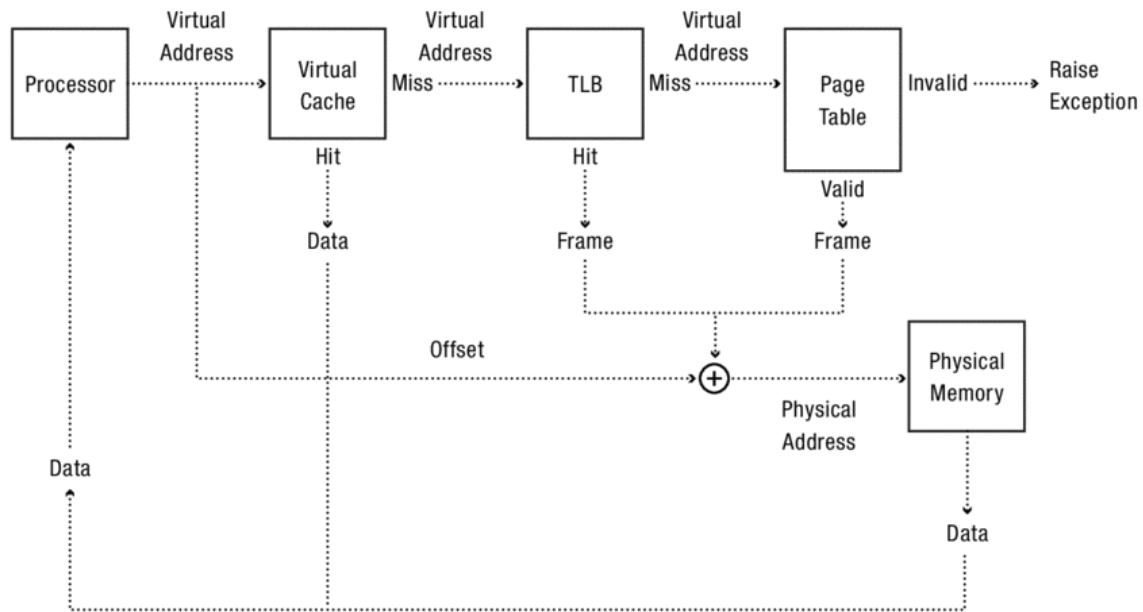 Virtual
Address
Virtual
Address
Virtual
Address
Processor
Virtual
Cache
Miss
TLB
Miss
Page
Table
Invalid
Raise
Exception
Hit
Hit
Valid
Data
Frame
Frame
Offset
Physical
Memory
Physical
Address
Data
Data